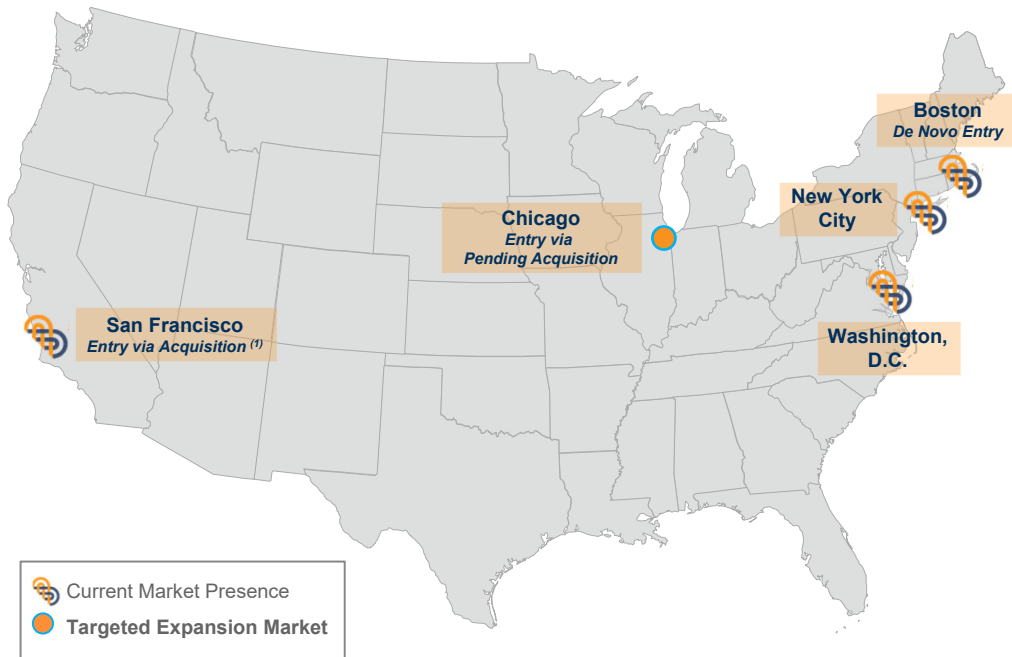 Boston
De Novo Entry
New York
City
Chicago
Entry via
Pending Acquisition
San Francisco
Entry via Acquisition (1)
Washington,
D.C.
Current Market Presence
Targeted Expansion Market